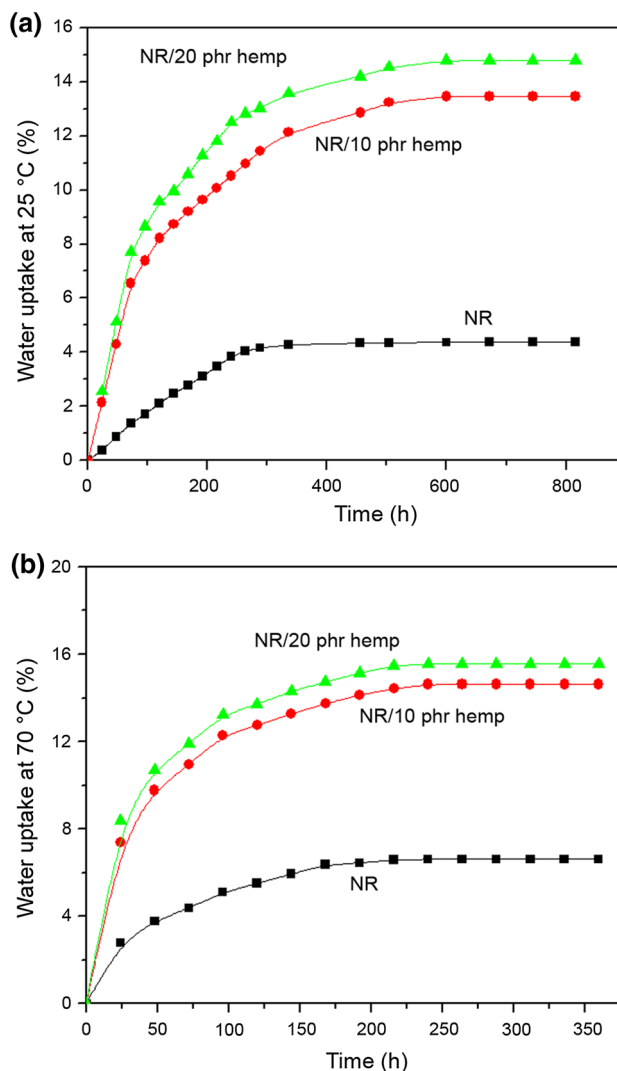 (a)
16
14
12
10
8
6
4
2
0
Water uptake at 25 °C (%)
NR/20 phr hemp
NR/10 phr hemp
NR
0 200 400 600 800
Time (h)
(b)
20
16
12
8
4
0
Water uptake at 70 °C (%)
NR/20 phr hemp
NR/10 phr hemp
NR
0 50 100 150 200 250 300 350
Time (h)